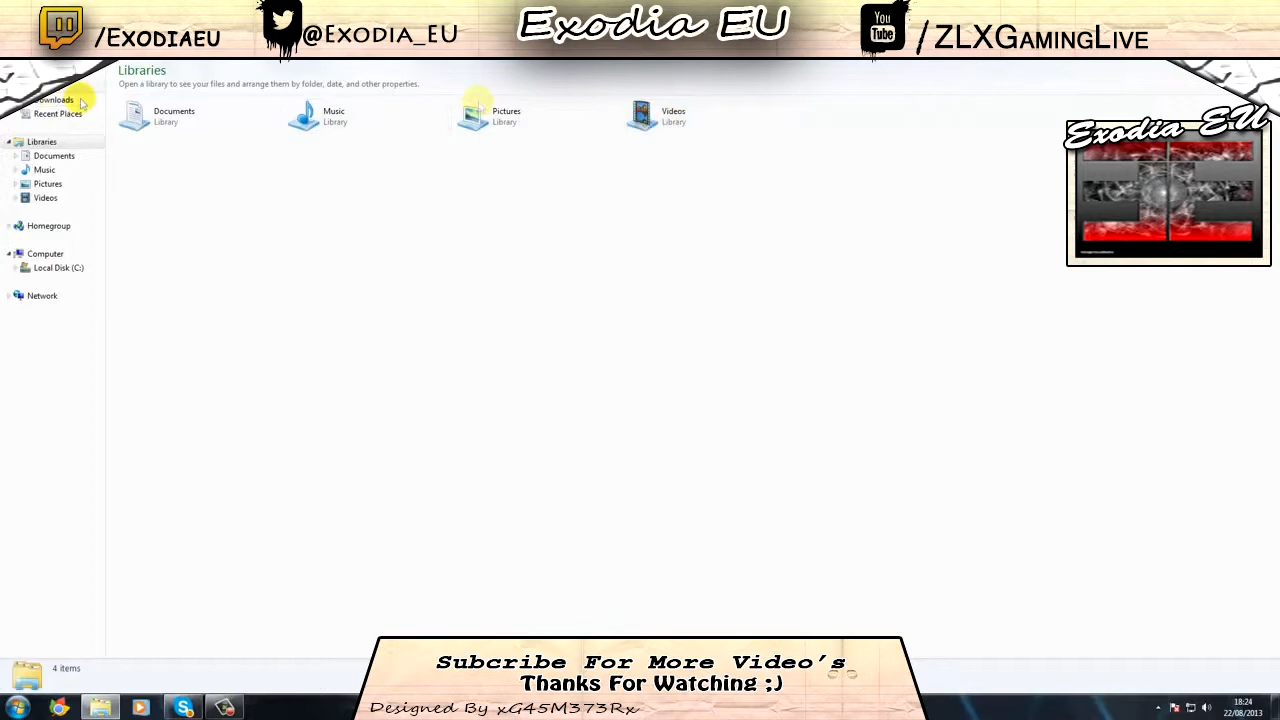 /EXODIAEU
@EXODIA_EU
Exodia EU
You
Tube
/ZLXGAMINGLIVE
Libraries
Open a library to see your files and arrange them by folder, date, and other properties.
Downloads
Recent Places
Libraries
Documents
Music
Pictures
Videos
Homegroup
Computer
Local Disk (C:)
Network
Documents
Library
Music
Library
Pictures
Library
Videos
Library
Exodia EU
4 items
Subcribe For More Video's
Thanks For Watching ;)
Designed By xG45M373Rx
18:24
22/08/2013